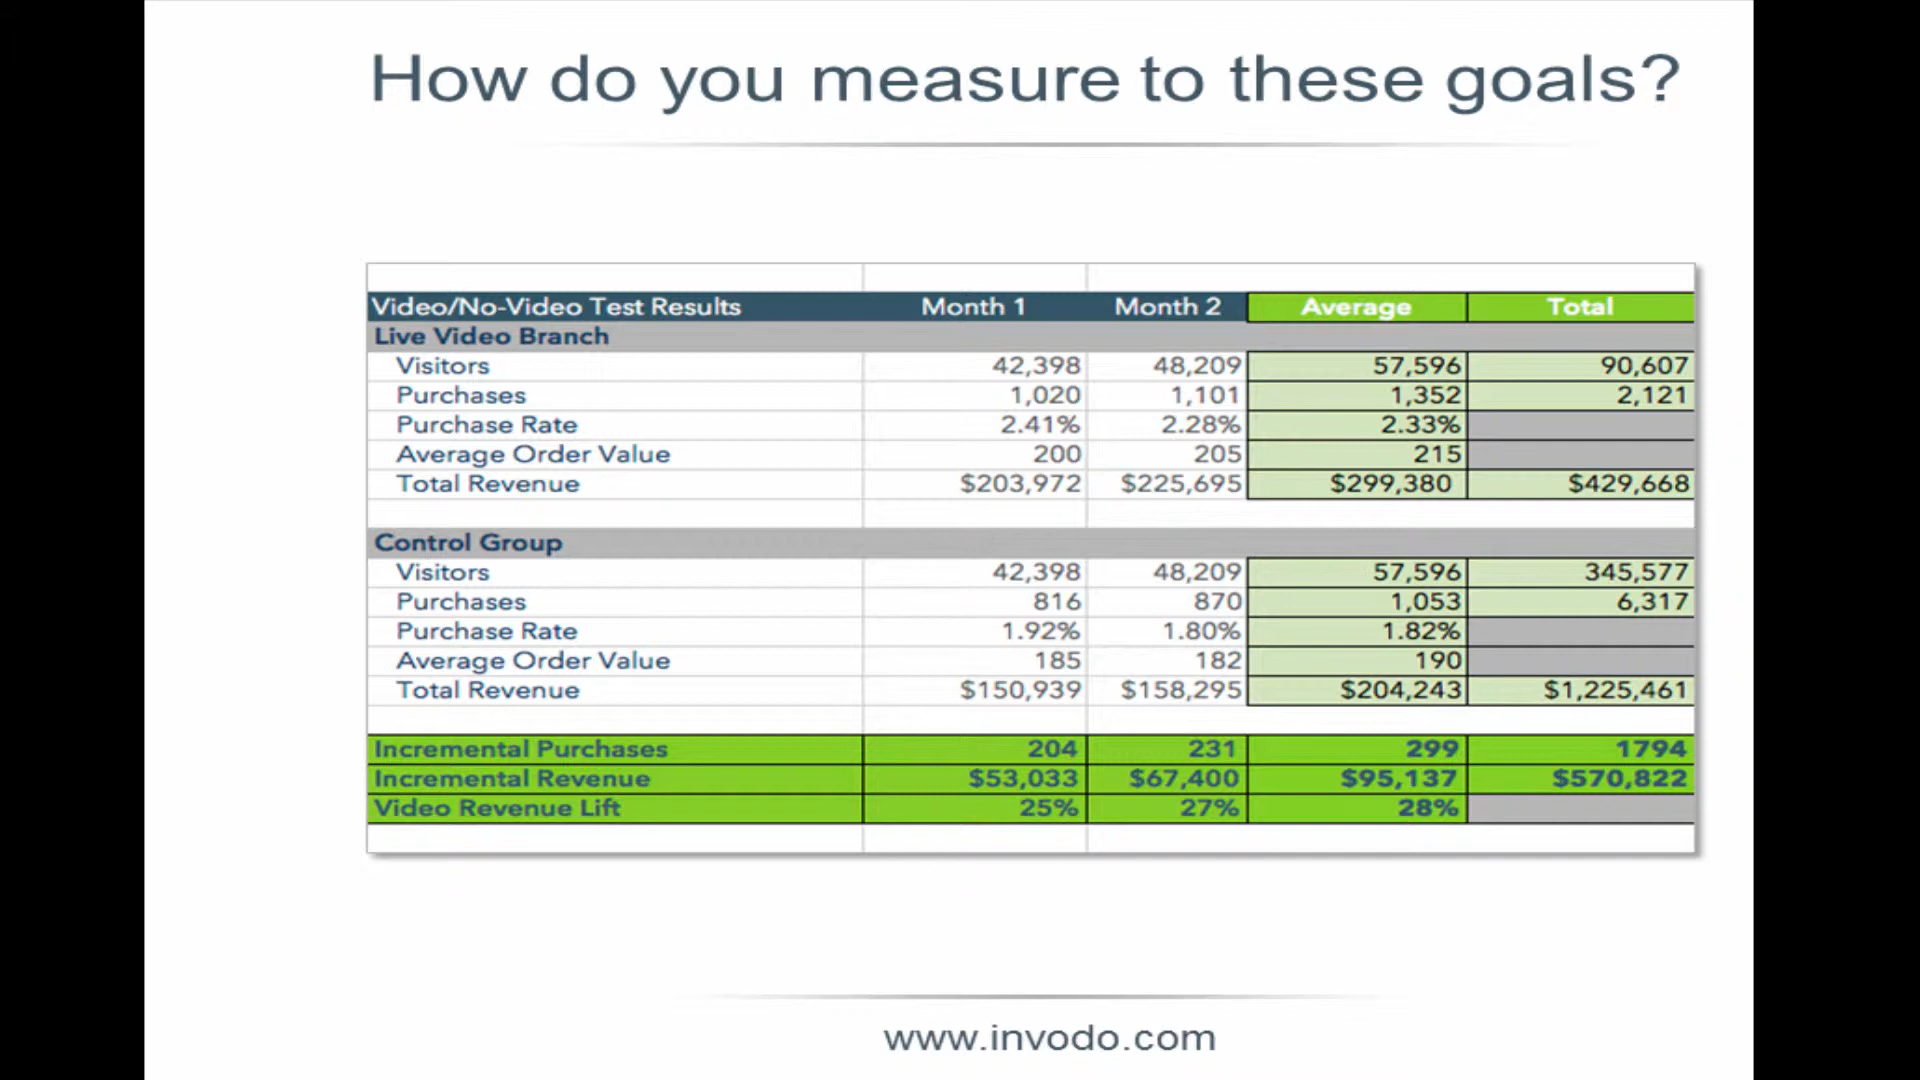 How do you measure to these goals?
Video/No-Video Test Results Month 1 Month 2 Average Total
Live Video Branch
Visitors 42,398 48,209 57,596 90,607
Purchases 1,020 1,101 1,352 2,121
Purchase Rate 2.41% 2.28% 2.33%
Average Order Value 200 205 215
Total Revenue $203,972 $225,695 $299,380 $429,668
Control Group
Visitors 42,398 48,209 57,596 345,577
Purchases 816 870 1,053 6,317
Purchase Rate 1.92% 1.80% 1.82%
Average Order Value 185 182 190
Total Revenue $150,939 $158,295 $204,243 $1,225,461
Incremental Purchases 204 231 299 1794
Incremental Revenue $53,033 $67,400 $95,137 $570,822
Video Revenue Lift 25% 27% 28%
www.invodo.com